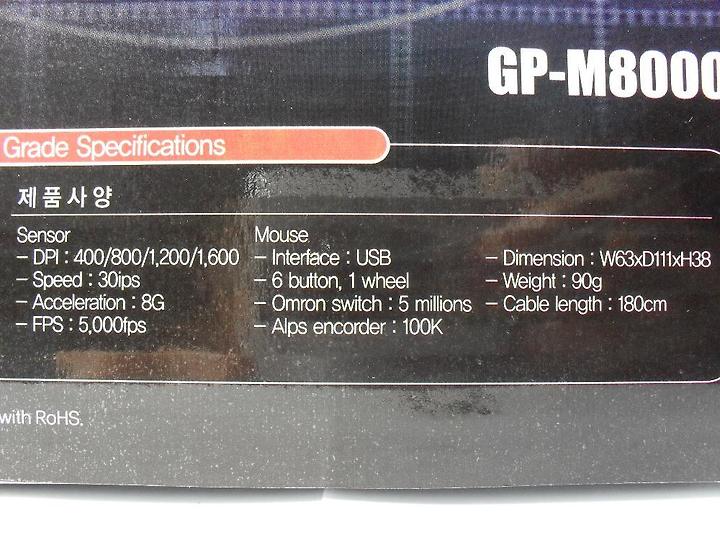 GP-M8000
Grade Specifications
제품사양
Sensor
– DPI : 400/800/1,200/1,600
– Speed : 30ips
– Acceleration : 8G
– FPS : 5,000fps
Mouse
– Interface : USB
– 6 button, 1 wheel
– Omron switch : 5 millions
– Alps encorder : 100K
– Dimension : W63xD111xH38
– Weight : 90g
– Cable length : 180cm
with RoHS.